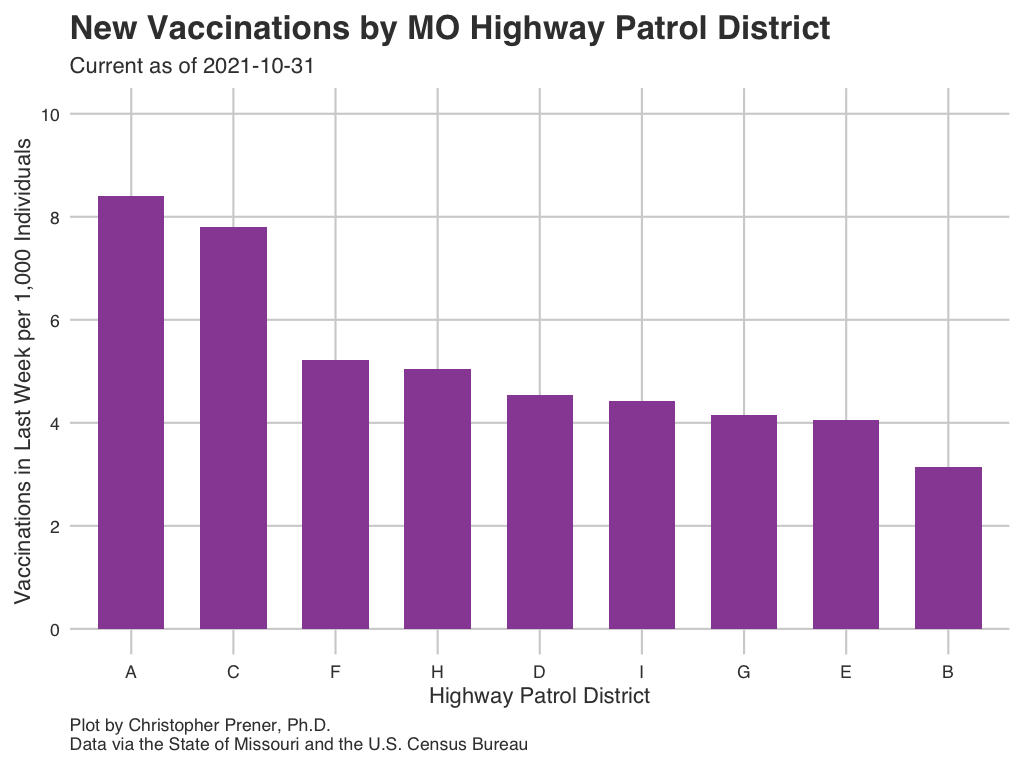 New Vaccinations by MO Highway Patrol District
Current as of 2021-10-31
Vaccinations in Last Week per 1,000 Individuals
10
8
6
4
2
0
A C F H D I G E B
Highway Patrol District
Plot by Christopher Prener, Ph.D.
Data via the State of Missouri and the U.S. Census Bureau